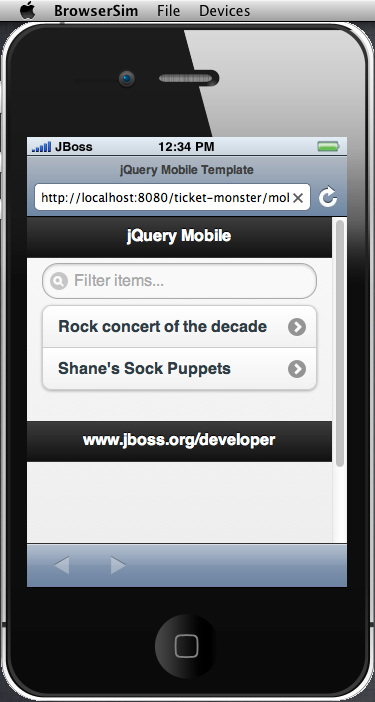 BrowserSim File Devices
JBoss 12:34 PM
jQuery Mobile Template
http://localhost:8080/ticket-monster/mol
jQuery Mobile
Filter items...
Rock concert of the decade
Shane's Sock Puppets
www.jboss.org/developer